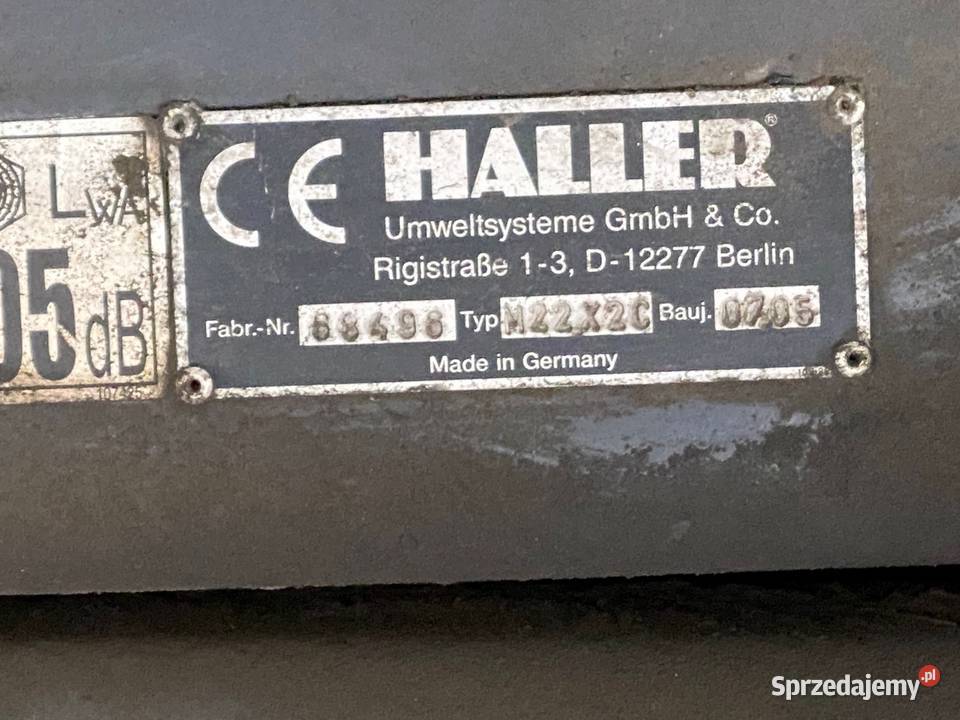 CE HALLER®
Umweltsysteme GmbH & Co.
Rigistraße 1-3, D-12277 Berlin
Fabr.-Nr. 68496 Typ M22X2C Bauj. 07.05
Made in Germany
LWA
05 dB
Sprzedajemy.pl